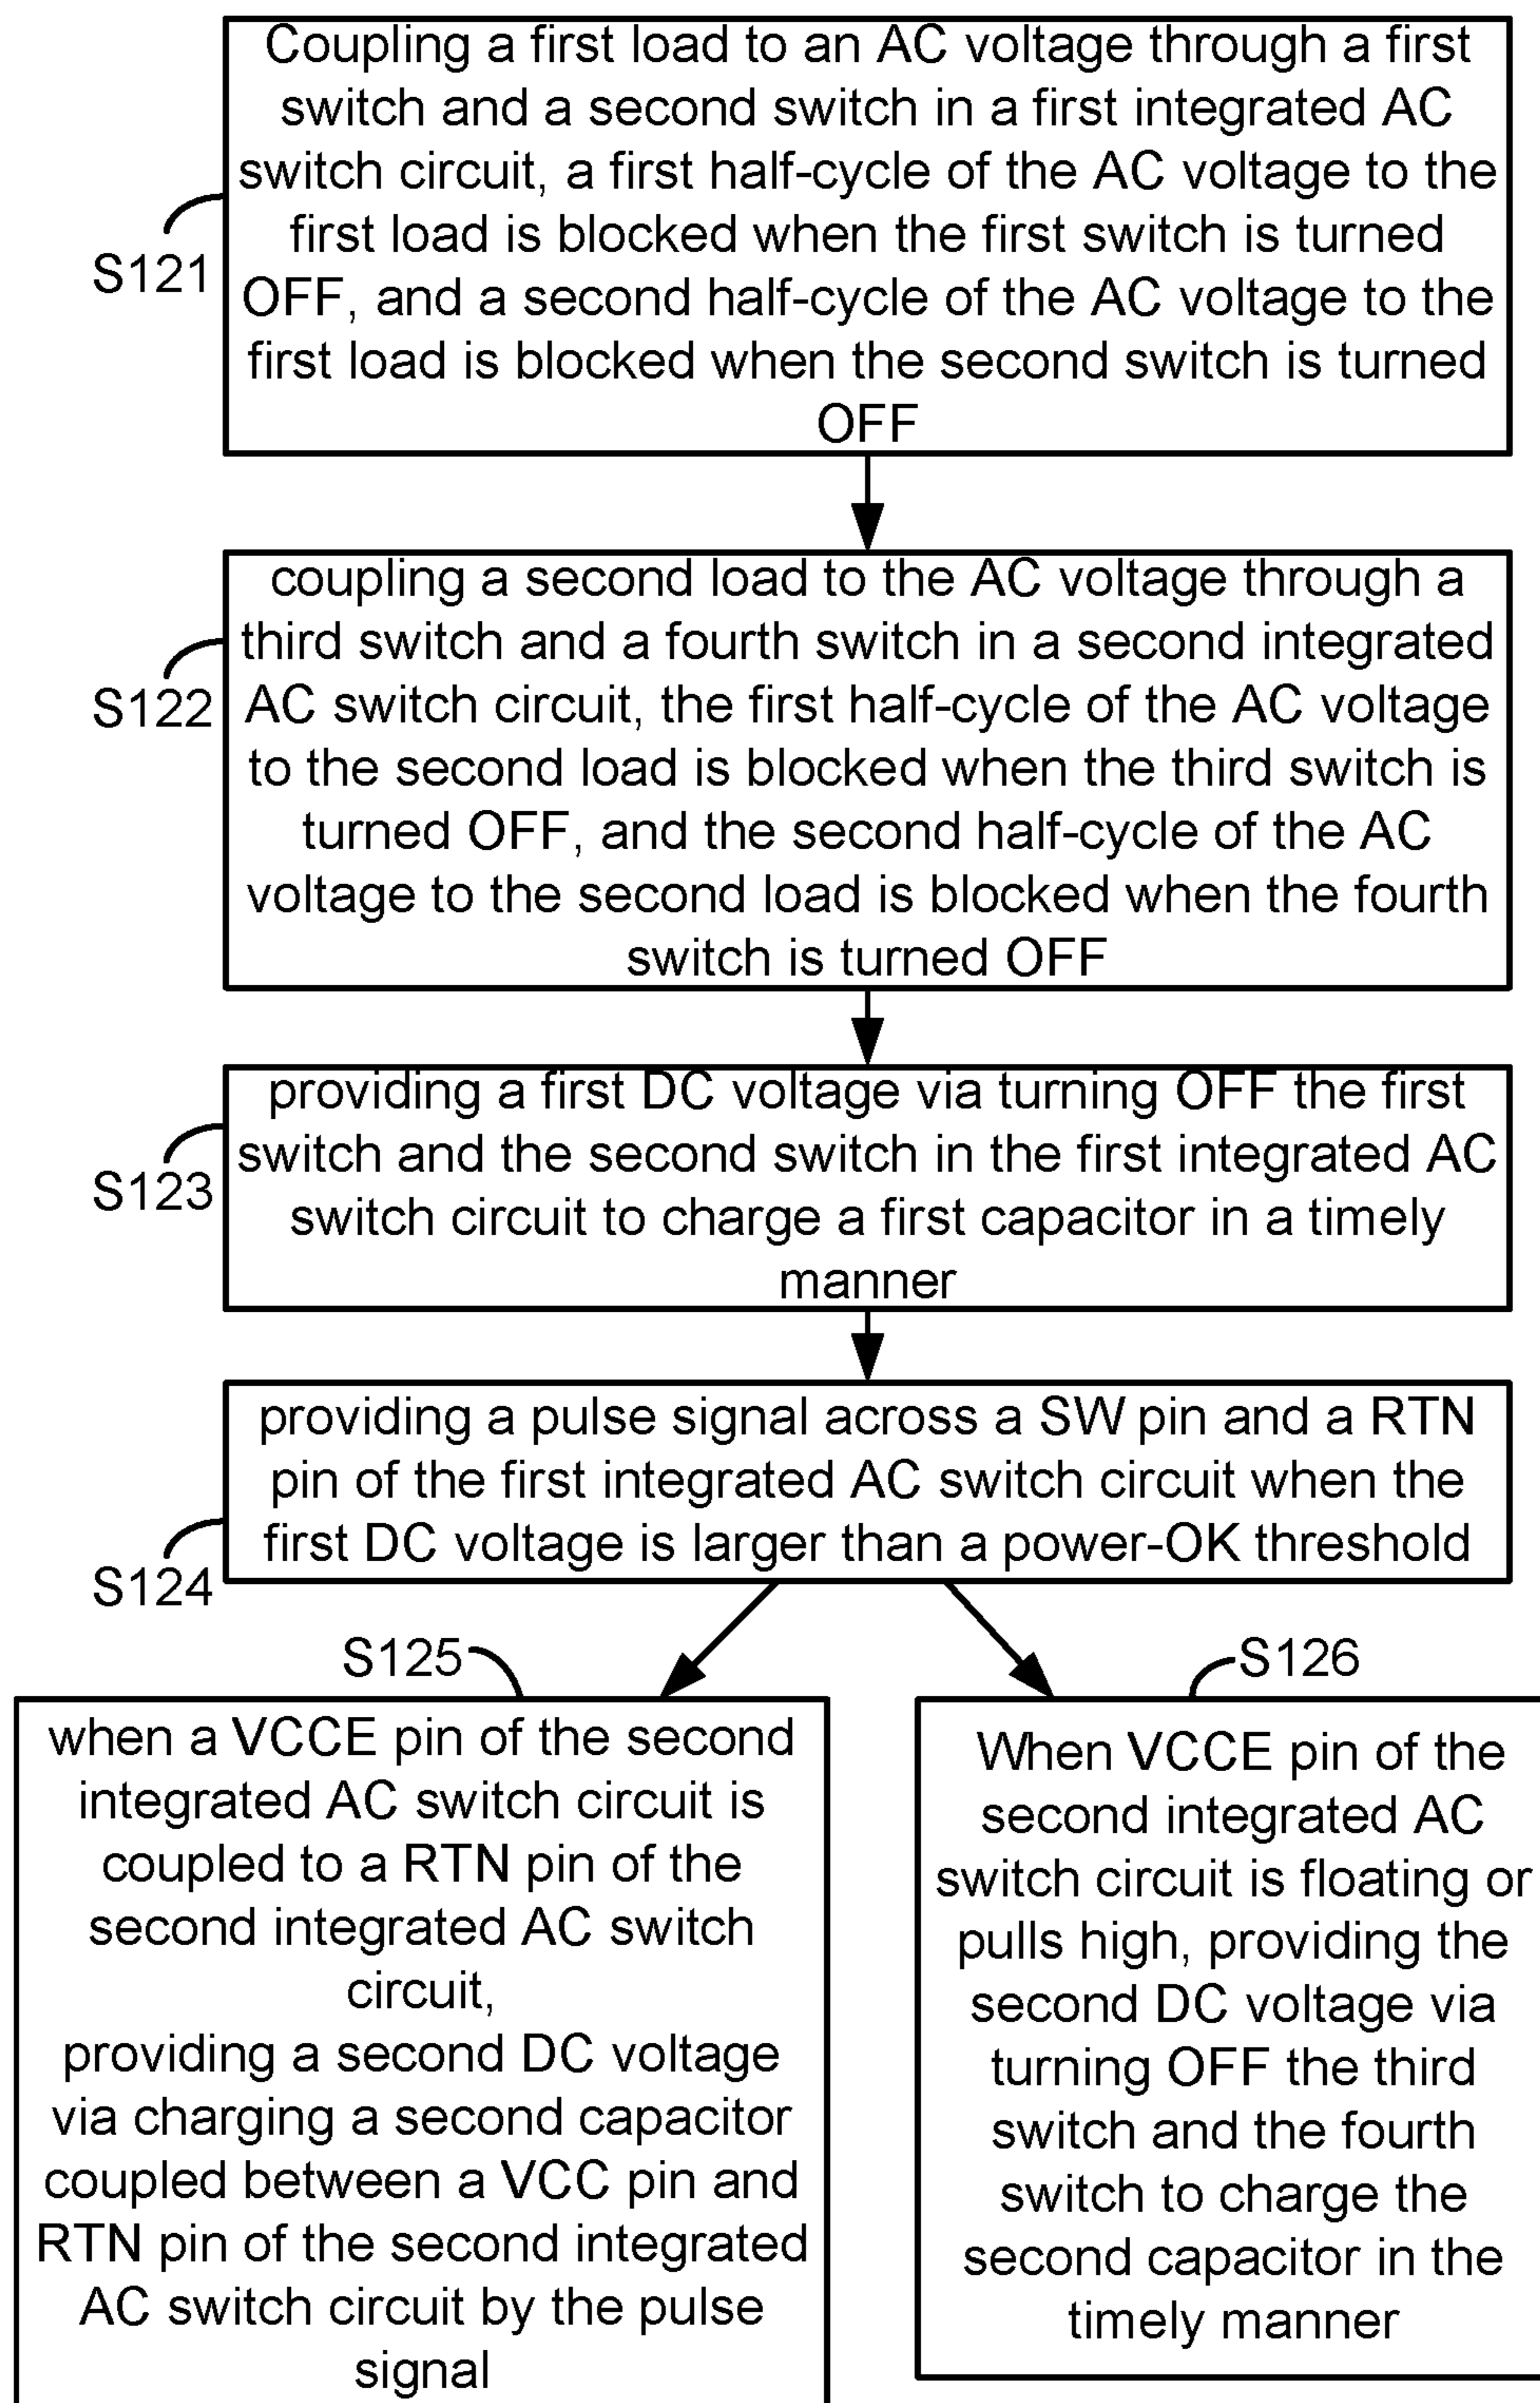 Coupling a first load to an AC voltage through a first
switch and a second switch in a first integrated AC
switch circuit, a first half-cycle of the AC voltage to the
first load is blocked when the first switch is turned
OFF, and a second half-cycle of the AC voltage to the
first load is blocked when the second switch is turned
OFF
S121
coupling a second load to the AC voltage through a
third switch and a fourth switch in a second integrated
AC switch circuit, the first half-cycle of the AC voltage
to the second load is blocked when the third switch is
turned OFF, and the second half-cycle of the AC
voltage to the second load is blocked when the fourth
switch is turned OFF
S122
providing a first DC voltage via turning OFF the first
switch and the second switch in the first integrated AC
switch circuit to charge a first capacitor in a timely
manner
S123
providing a pulse signal across a SW pin and a RTN
pin of the first integrated AC switch circuit when the
first DC voltage is larger than a power-OK threshold
S124
S125
when a VCCE pin of the second
integrated AC switch circuit is
coupled to a RTN pin of the
second integrated AC switch
circuit,
providing a second DC voltage
via charging a second capacitor
coupled between a VCC pin and
RTN pin of the second integrated
AC switch circuit by the pulse
signal
S126
When VCCE pin of the
second integrated AC
switch circuit is floating or
pulls high, providing the
second DC voltage via
turning OFF the third
switch and the fourth
switch to charge the
second capacitor in the
timely manner